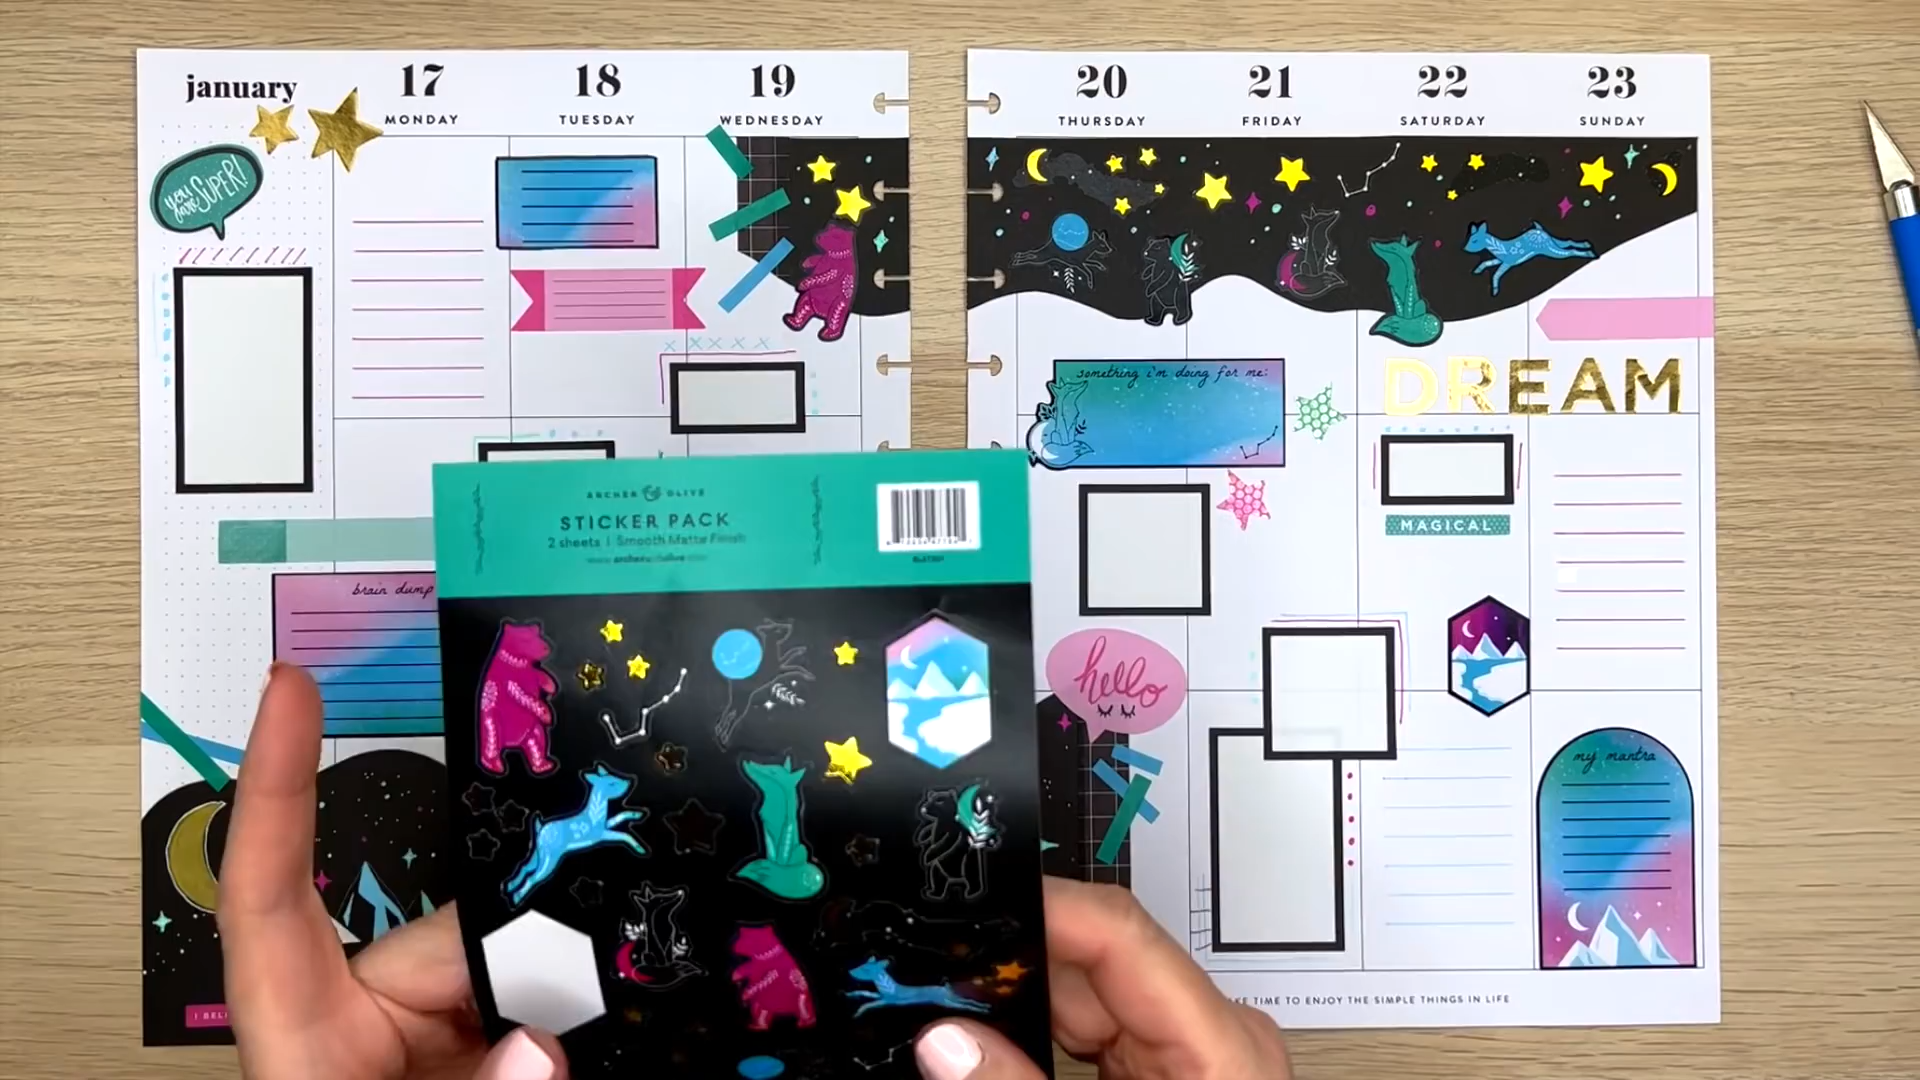 january
17
MONDAY
18
TUESDAY
19
WEDNESDAY
20
THURSDAY
21
FRIDAY
22
SATURDAY
23
SUNDAY
you have SUPER!
something i'm doing for me:
DREAM
MAGICAL
brain dump
hello
my mantra
ARCHER & OLIVE
STICKER PACK
2 sheets | Smooth Matte Finish
TIME TO ENJOY THE SIMPLE THINGS IN LIFE